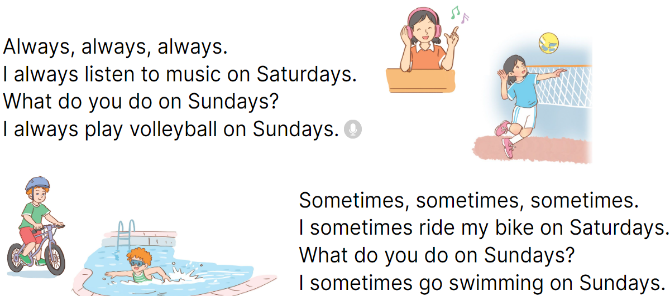 Always, always, always.
I always listen to music on Saturdays.
What do you do on Sundays?
I always play volleyball on Sundays.
Sometimes, sometimes, sometimes.
I sometimes ride my bike on Saturdays.
What do you do on Sundays?
I sometimes go swimming on Sundays.